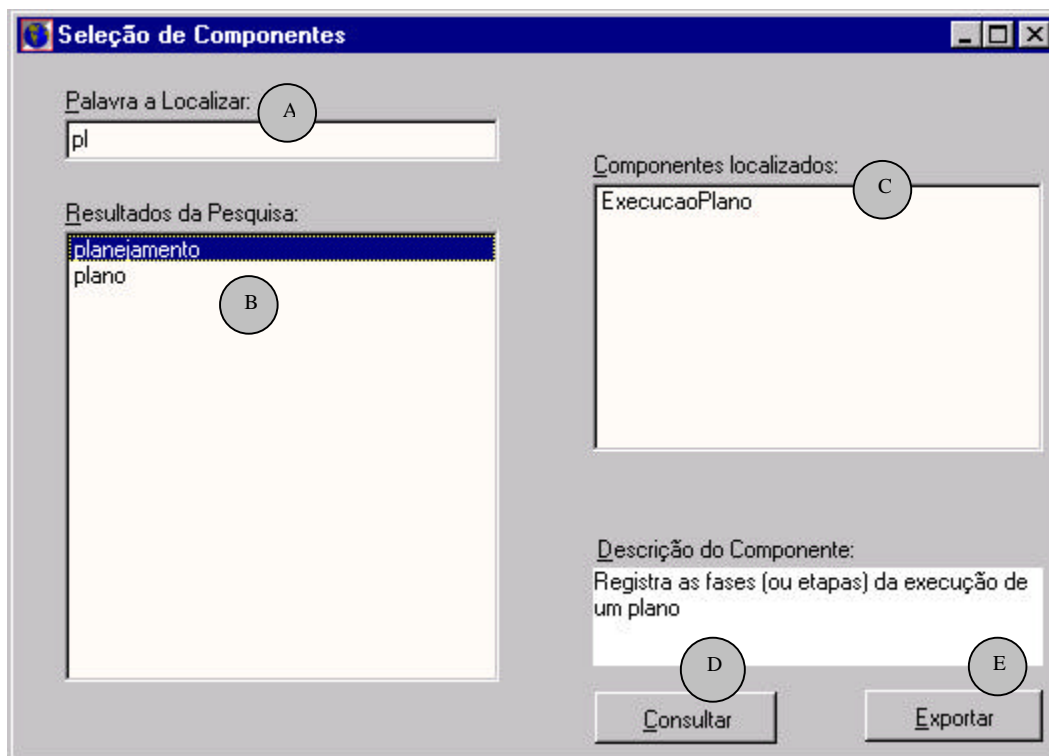 Seleção de Componentes
Palavra a Localizar:
A
pl
Resultados da Pesquisa:
planejamento
plano
B
Componentes localizados:
C
ExecucaoPlano
Descrição do Componente:
Registra as fases (ou etapas) da execução de
um plano
D
E
Consultar
Exportar